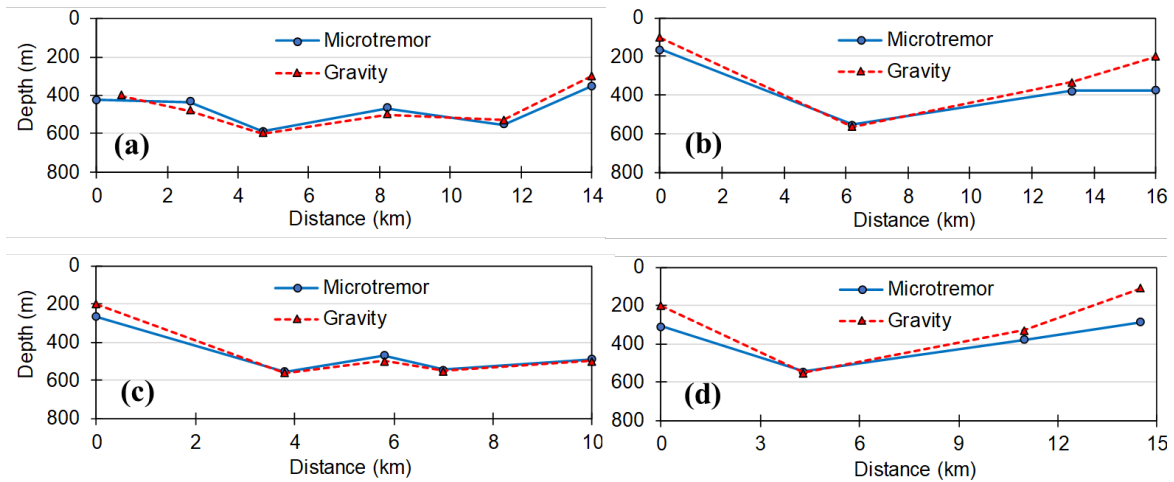 0
200
400
600
800
Depth (m)
Microtremor
Gravity
(a)
0 2 4 6 8 10 12 14
Distance (km)
0
200
400
600
800
Depth (m)
Microtremor
Gravity
(b)
0 2 4 6 8 10 12 14 16
Distance (km)
0
200
400
600
800
Depth (m)
Microtremor
Gravity
(c)
0 2 4 6 8 10
Distance (km)
0
200
400
600
800
Depth (m)
Microtremor
Gravity
(d)
0 3 6 9 12 15
Distance (km)